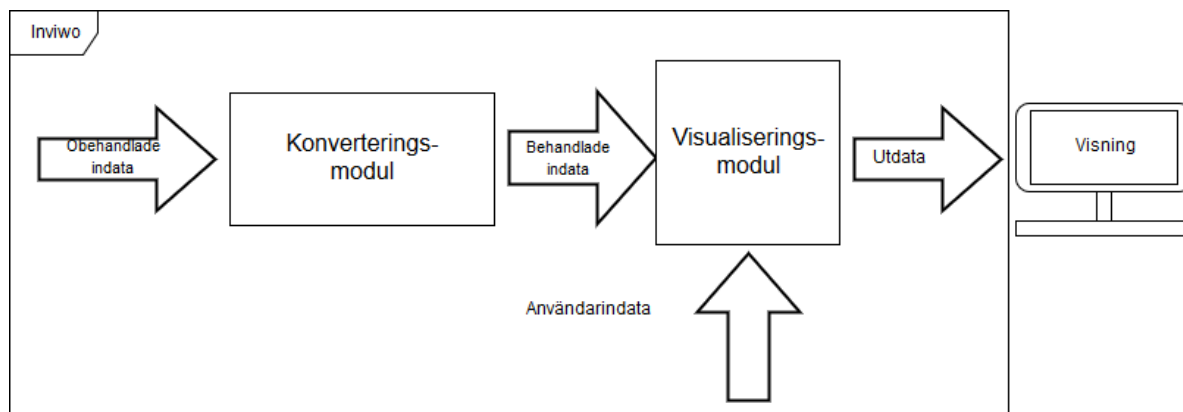 Inviwo
Obehandlade
indata
Konverterings-
modul
Behandlade
indata
Visualiserings-
modul
Utdata
Visning
Användarindata